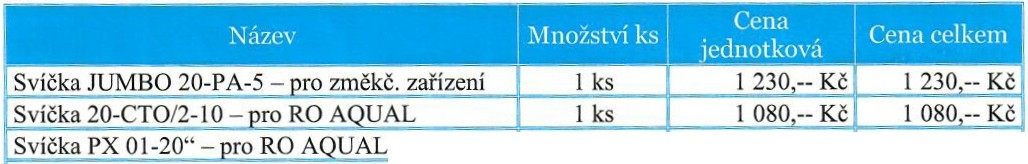 Název Množství ks Cena jednotková Cena celkem
Svíčka JUMBO 20-PA-5 – pro změkč. zařízení 1 ks 1 230,-- Kč 1 230,-- Kč
Svíčka 20-CTO/2-10 – pro RO AQUAL 1 ks 1 080,-- Kč 1 080,-- Kč
Svíčka PX 01-20“ – pro RO AQUAL